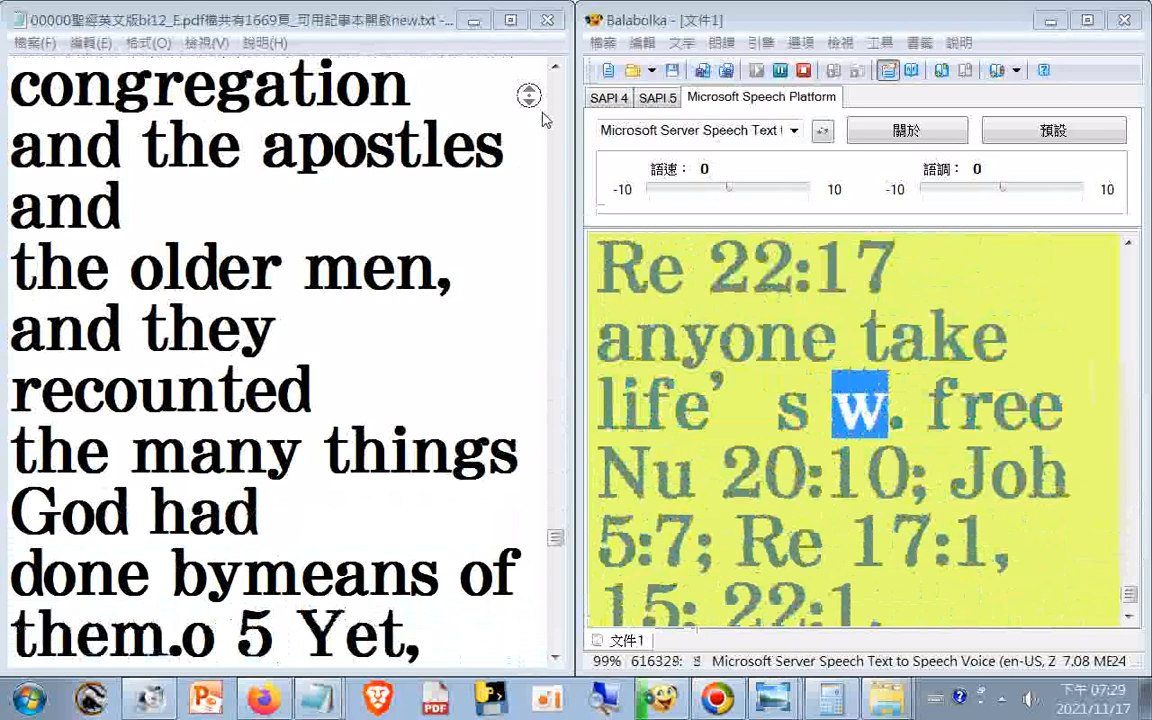 00000聖經英文版bi12_E.pdf檔共有1669頁_可用記事本開啟new.txt -...
檔案(F) 編輯(E) 格式(O) 檢視(V) 說明(H)
congregation
and the apostles
and
the older men,
and they
recounted
the many things
God had
done bymeans of
them.o 5 Yet,
Balabolka - [文件1]
檔案 編輯 文字 朗讀 引擎 選項 檢視 工具 書籤 說明
SAPI 4 SAPI 5 Microsoft Speech Platform
Microsoft Server Speech Text 關於 預設
語速： 0 語調： 0
-10 10 -10 10
Re 22:17
anyone take
life’ s w. free
Nu 20:10; Joh
5:7; Re 17:1,
15; 22:1,
文件1
99% 616329: Microsoft Server Speech Text to Speech Voice (en-US, Z 7.08 ME24
PDF
下午 07:29
2021/11/17